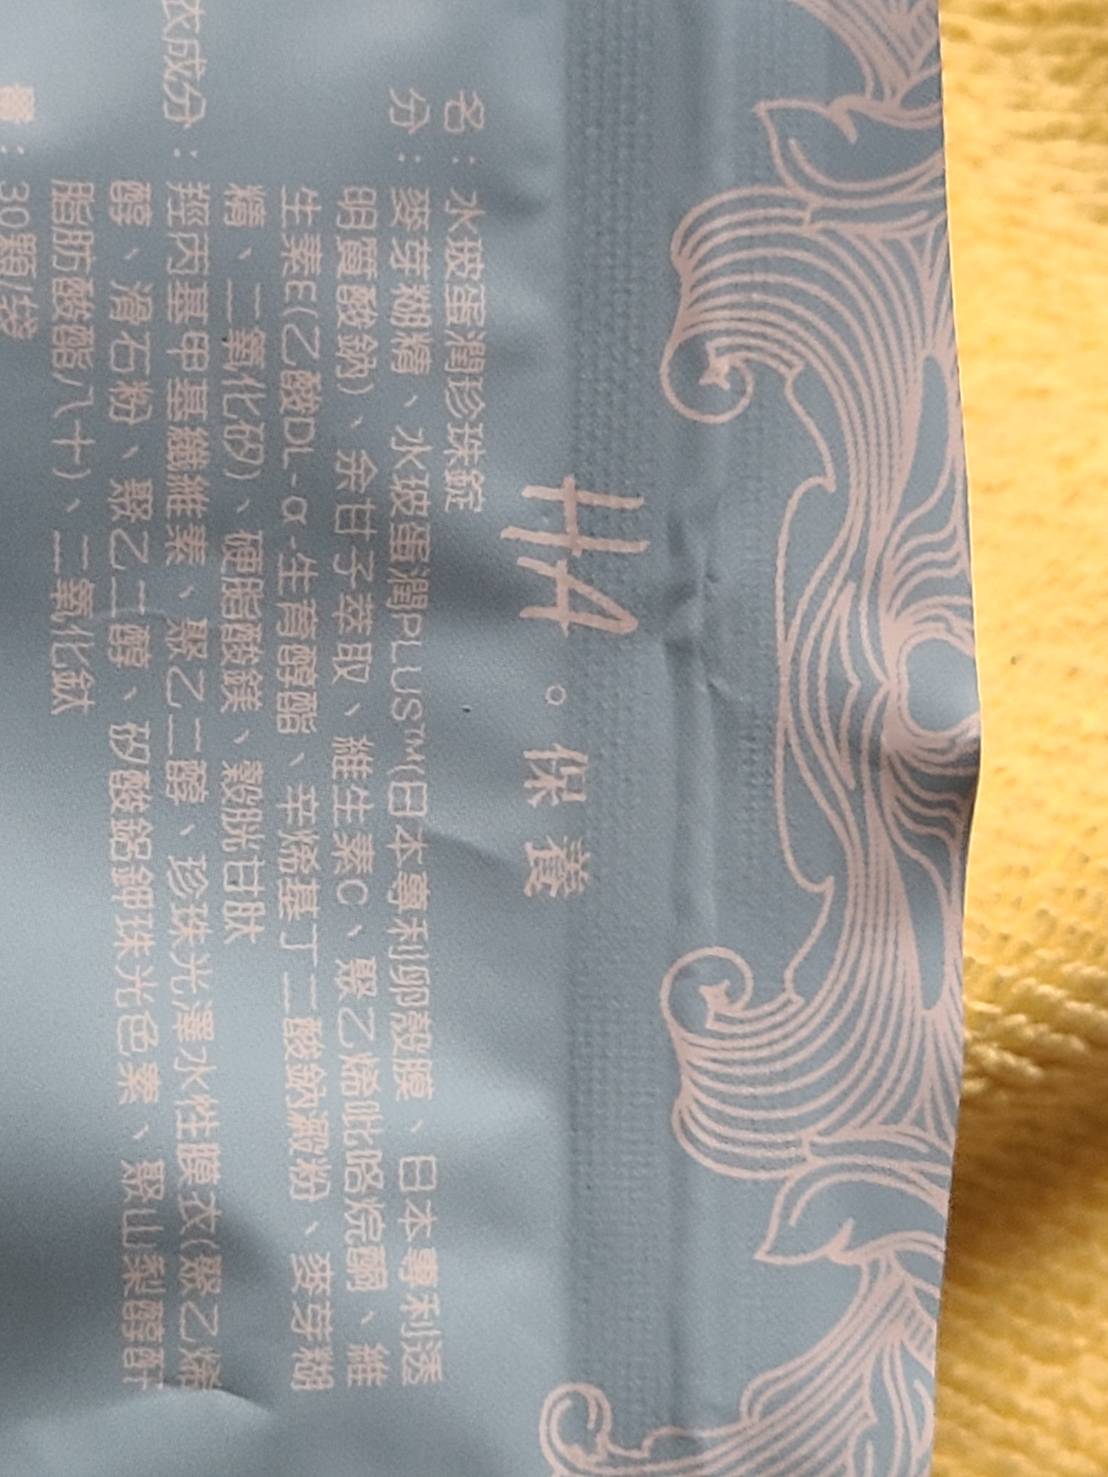 HA。保養
名：水玻蛋潤珍珠錠
分：麥芽糊精、水玻蛋潤PLUS™(日本專利卵殼膜、日本專利透
明質酸鈉)、余甘子萃取、維生素C、聚乙烯吡咯烷酮、維
生素E(乙酸DL-α-生育醇酯、辛烯基丁二酸鈉澱粉、麥芽糊
精、二氧化矽)、硬脂酸鎂、穀胱甘肽
衣成分：羥丙基甲基纖維素、聚乙二醇、珍珠光澤水性膜衣(聚乙烯
醇、滑石粉、聚乙二醇、矽酸鋁鉀珠光色素、聚山梨醇酐
脂肪酸酯八十)、二氧化鈦
量：30顆/袋